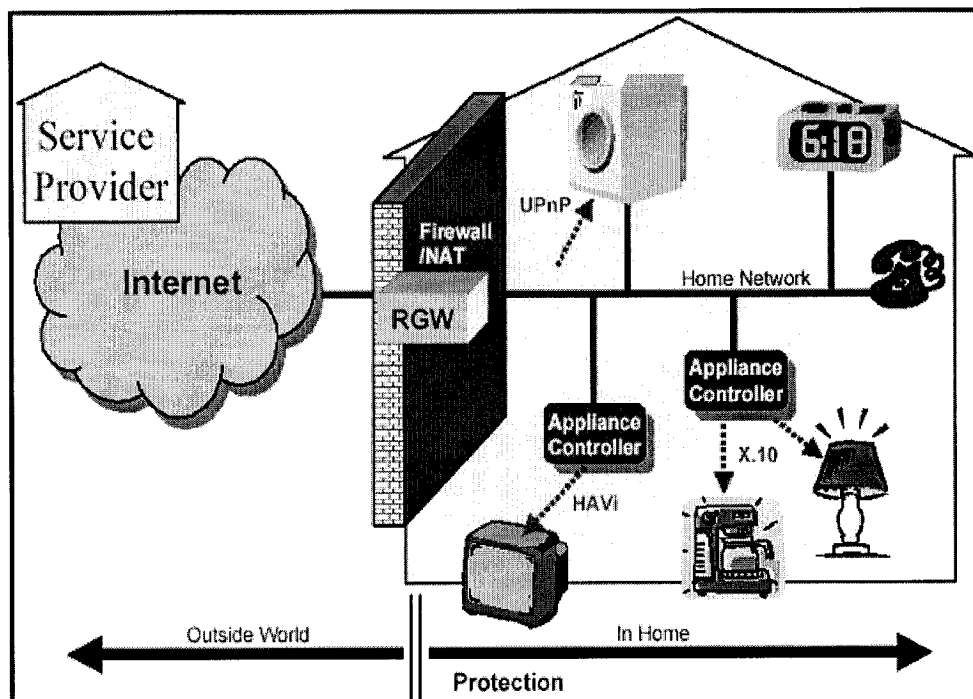 Service
Provider
Internet
Firewall
/NAT
RGW
UPnP
6:18
Home Network
Appliance
Controller
HAVi
Appliance
Controller
X.10
Outside World
In Home
Protection